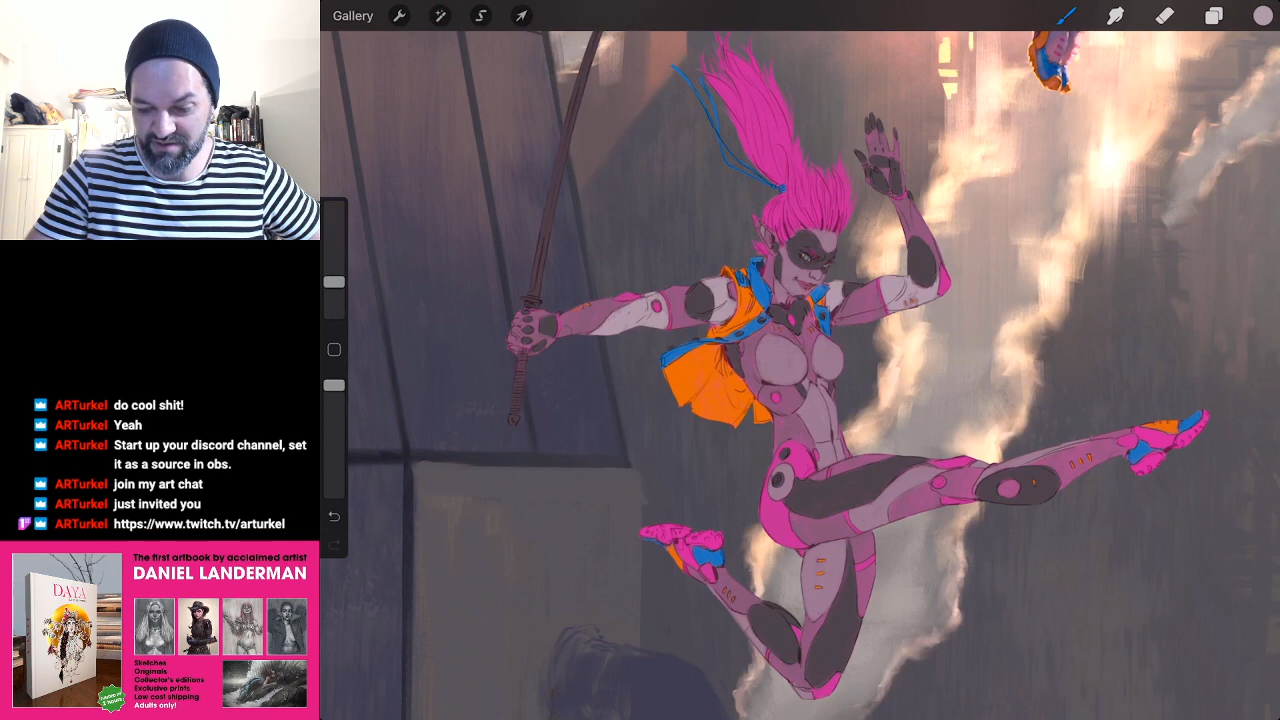 Gallery
ARTurkel do cool shit!
ARTurkel Yeah
ARTurkel Start up your discord channel, set
it as a source in obs.
ARTurkel join my art chat
ARTurkel just invited you
ARTurkel https://www.twitch.tv/arturkel
The first artbook by acclaimed artist
DANIEL LANDERMAN
DAYA
Sketches
Originals
Collector's editions
Exclusive prints
Low cost shipping
Adults only!